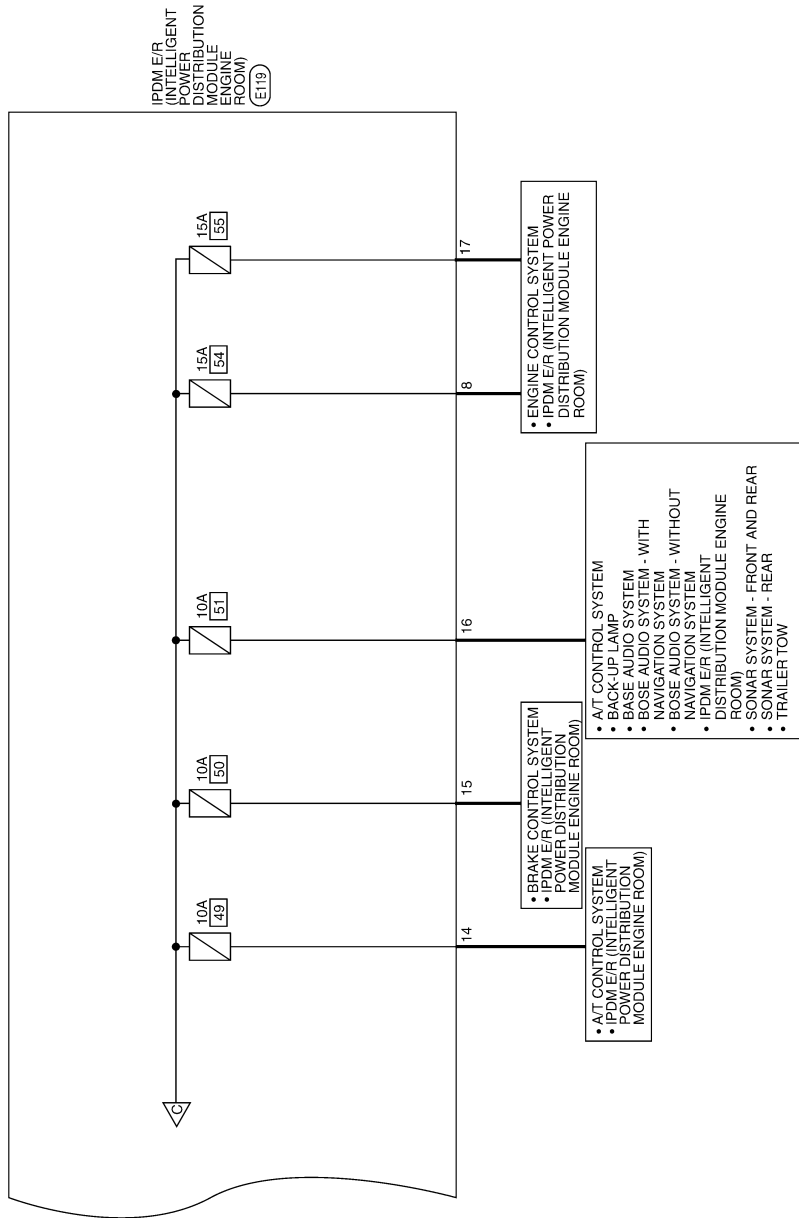 IPDM E/R
(INTELLIGENT
POWER
DISTRIBUTION
MODULE
ENGINE
ROOM)
E119
C
10A
49
10A
50
10A
51
15A
54
15A
55
14
15
16
8
17
• A/T CONTROL SYSTEM
• IPDM E/R (INTELLIGENT
POWER DISTRIBUTION
MODULE ENGINE ROOM)
• BRAKE CONTROL SYSTEM
• IPDM E/R (INTELLIGENT
POWER DISTRIBUTION
MODULE ENGINE ROOM)
• A/T CONTROL SYSTEM
• BACK-UP LAMP
• BASE AUDIO SYSTEM
• BOSE AUDIO SYSTEM - WITH
NAVIGATION SYSTEM
• BOSE AUDIO SYSTEM - WITHOUT
NAVIGATION SYSTEM
• IPDM E/R (INTELLIGENT
DISTRIBUTION MODULE ENGINE
ROOM)
• SONAR SYSTEM - FRONT AND REAR
• SONAR SYSTEM - REAR
• TRAILER TOW
• ENGINE CONTROL SYSTEM
• IPDM E/R (INTELLIGENT POWER
DISTRIBUTION MODULE ENGINE
ROOM)